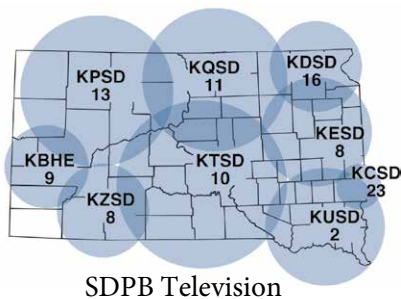 KPSD
13
KQSD
11
KDSD
16
KESD
8
KBHE
9
KTSD
10
KCSD
23
KZSD
8
KUSD
2
SDPB Television